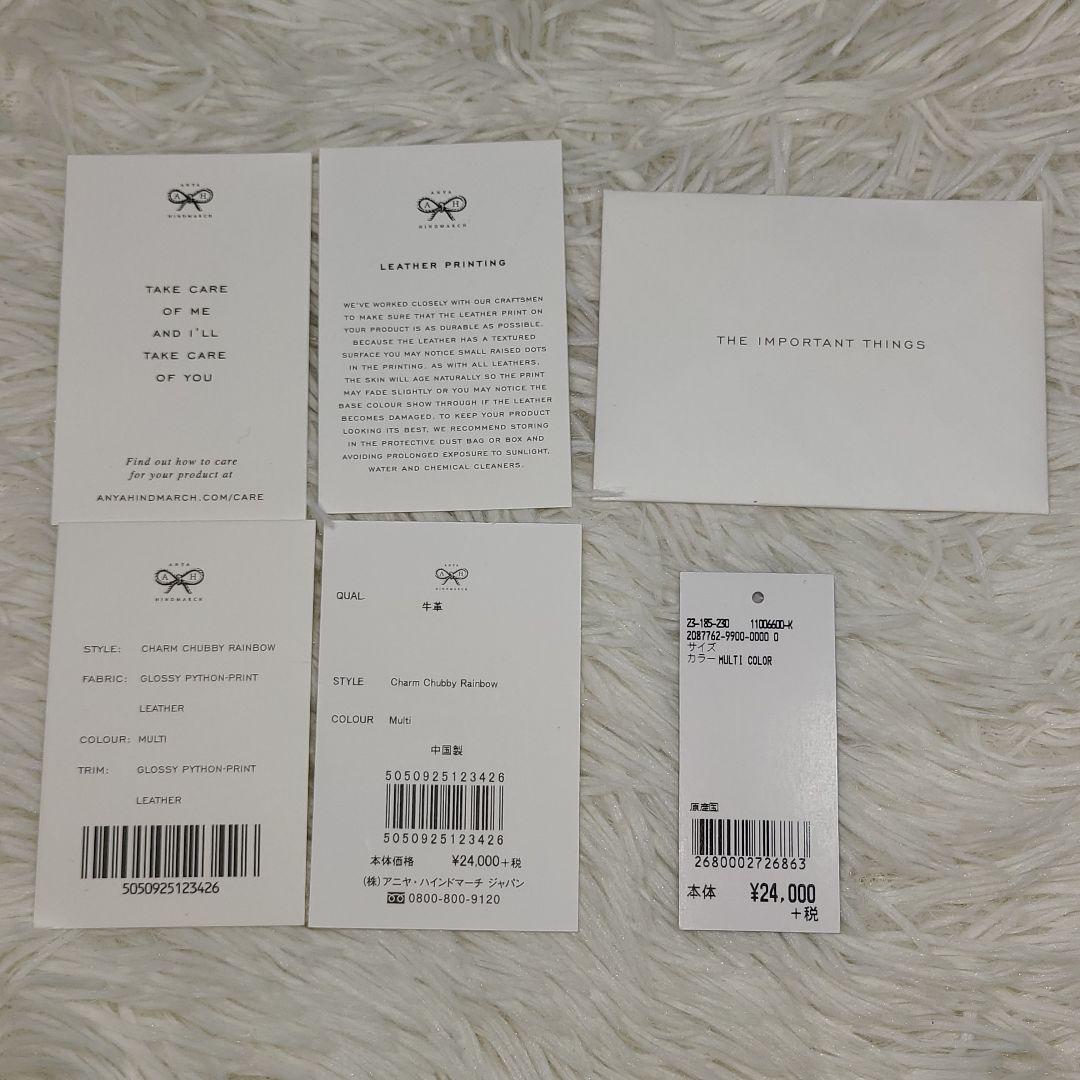 ANYA
A H
HINDMARCH
TAKE CARE
OF ME
AND I'LL
TAKE CARE
OF YOU
Find out how to care
for your product at
ANYAHINDMARCH.COM/CARE
ANYA
A H
HINDMARCH
LEATHER PRINTING
WE'VE WORKED CLOSELY WITH OUR CRAFTSMEN
TO MAKE SURE THAT THE LEATHER PRINT ON
YOUR PRODUCT IS AS DURABLE AS POSSIBLE.
BECAUSE THE LEATHER HAS A TEXTURED
SURFACE YOU MAY NOTICE SMALL RAISED DOTS
IN THE PRINTING. AS WITH ALL LEATHERS,
THE SKIN WILL AGE NATURALLY SO THE PRINT
MAY FADE SLIGHTLY OR YOU MAY NOTICE THE
BASE COLOUR SHOW THROUGH IF THE LEATHER
BECOMES DAMAGED. TO KEEP YOUR PRODUCT
LOOKING ITS BEST, WE RECOMMEND STORING
IN THE PROTECTIVE DUST BAG OR BOX AND
AVOIDING PROLONGED EXPOSURE TO SUNLIGHT,
WATER AND CHEMICAL CLEANERS.
THE IMPORTANT THINGS
ANYA
A H
HINDMARCH
STYLE: CHARM CHUBBY RAINBOW
FABRIC: GLOSSY PYTHON-PRINT
LEATHER
COLOUR: MULTI
TRIM: GLOSSY PYTHON-PRINT
LEATHER
5050925123426
ANYA
A H
HINDMARCH
QUAL
牛革
STYLE Charm Chubby Rainbow
COLOUR Multi
中国製
5050925123426
5050925123426
本体価格 ¥24,000+税
(株)アニヤ・ハインドマーチ ジャパン
0800-800-9120
23-185-230 11006600-K
2087762-9900-0000 0
サイズ
カラー MULTI COLOR
原産国
2680002726863
本体 ¥24,000
+税